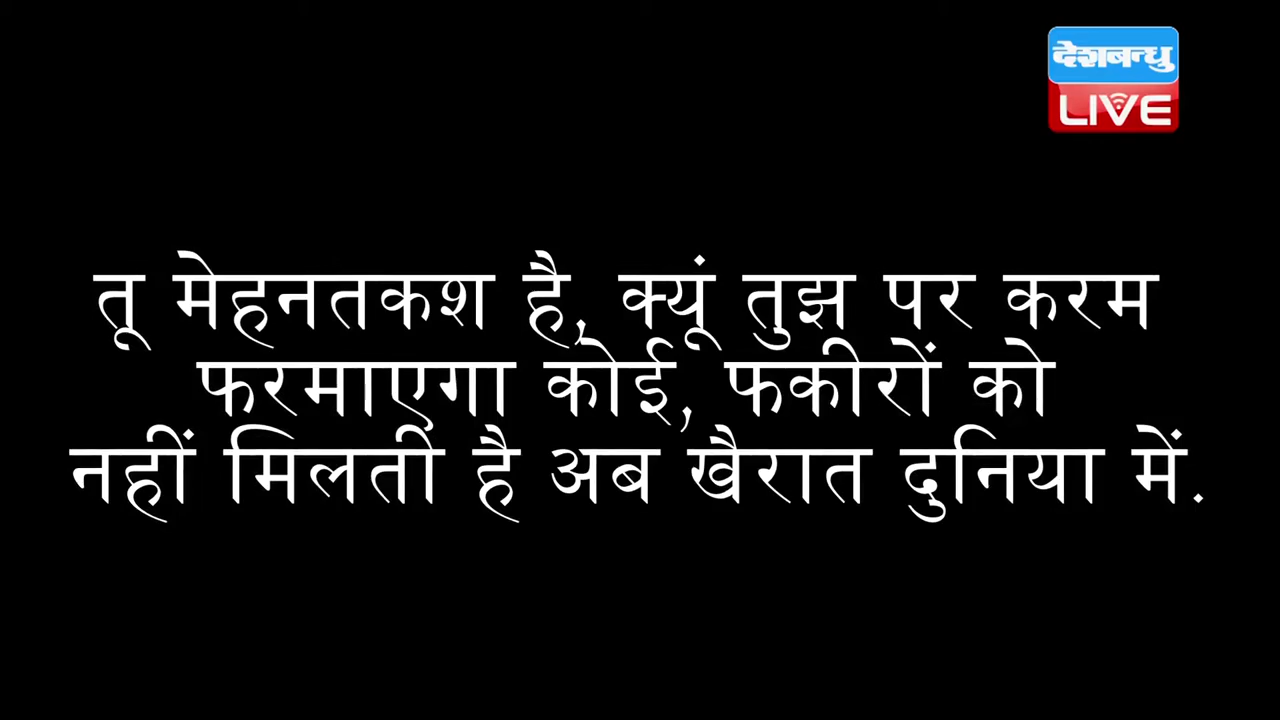 देशबन्धु
LIVE
तू मेहनतकश है, क्यूं तुझ पर करम
फरमाएगा कोई, फकीरों को
नहीं मिलती है अब खैरात दुनिया में.